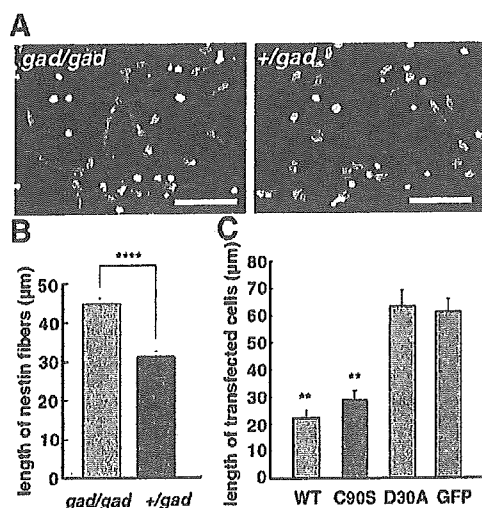 A
gad/gad
+/gad
B
C
****
length of nestin fibers (μm)
50
40
30
20
10
0
gad/gad
+/gad
length of transfected cells (μm)
80
70
60
50
40
30
20
10
0
**
**
WT C90S D30A GFP